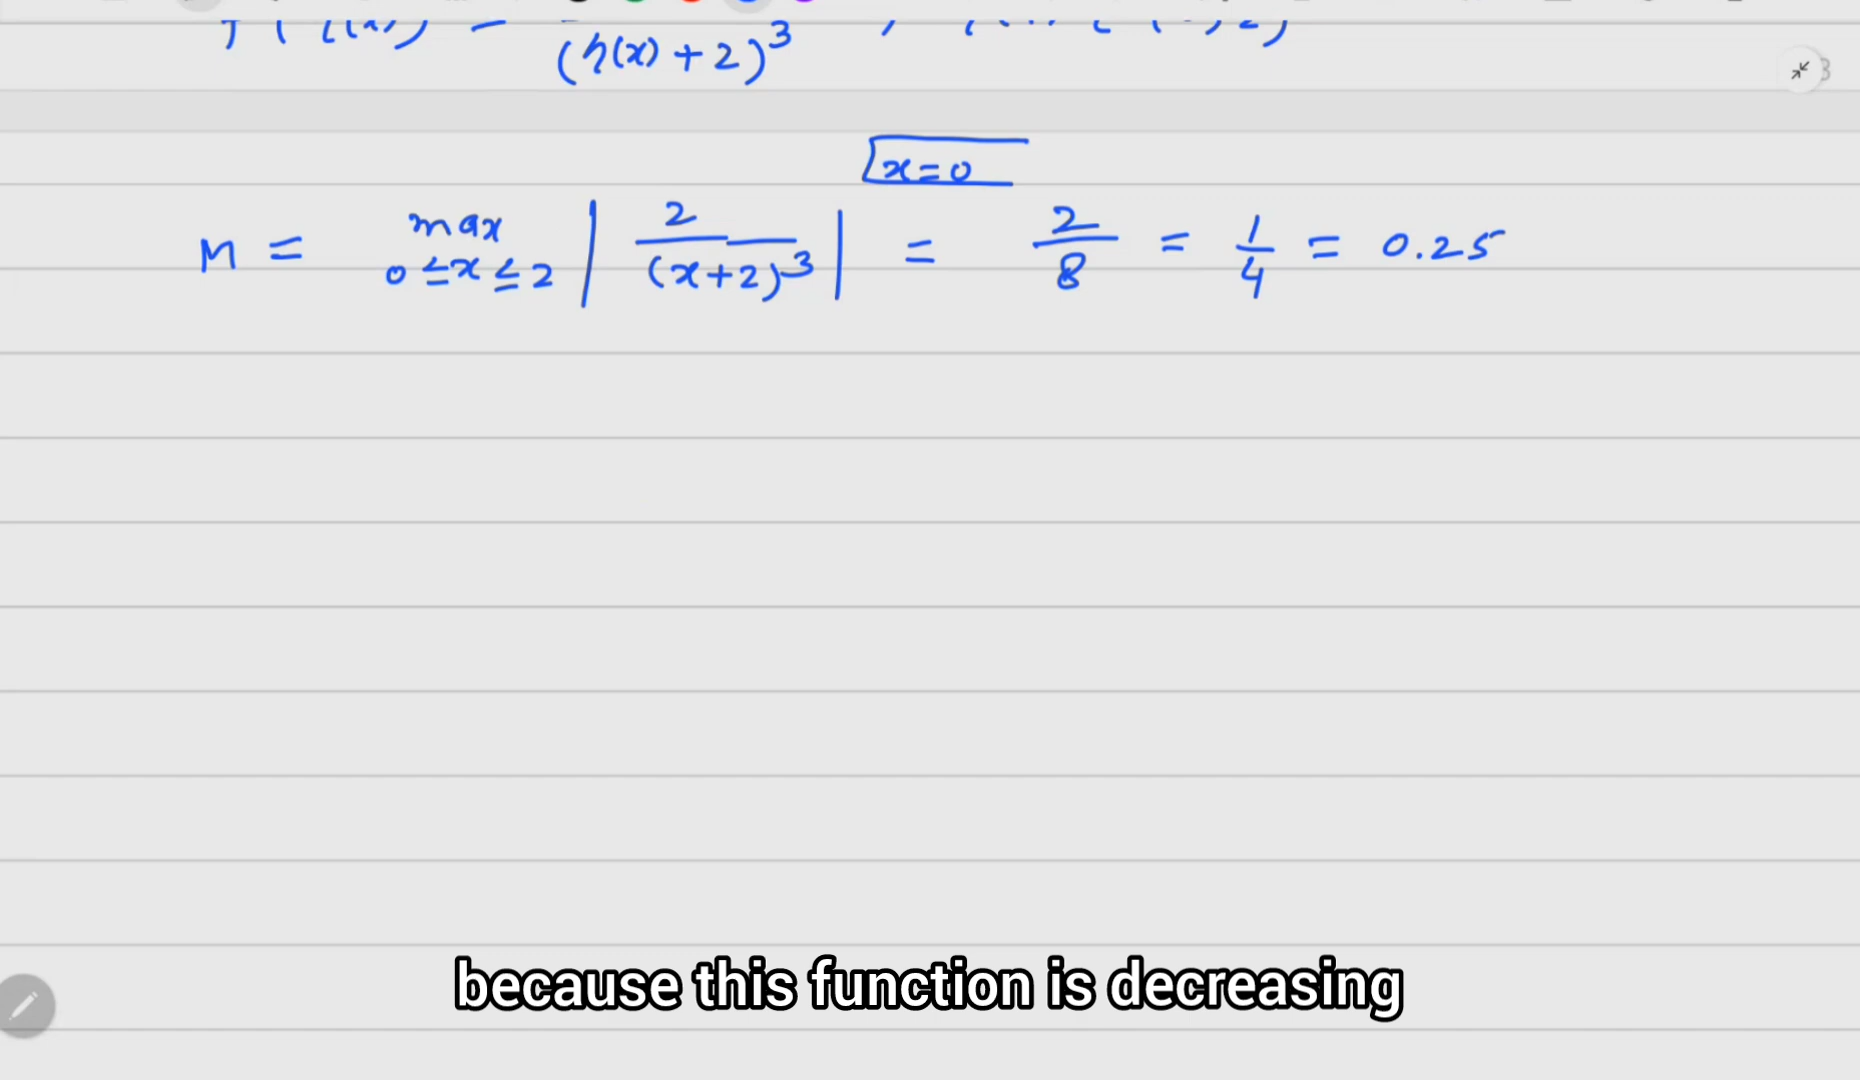 (η(x) + 2)^3
x = 0
M = max 0 ≤ x ≤ 2 | 2 / (x+2)^3 | = 2/8 = 1/4 = 0.25
because this function is decreasing